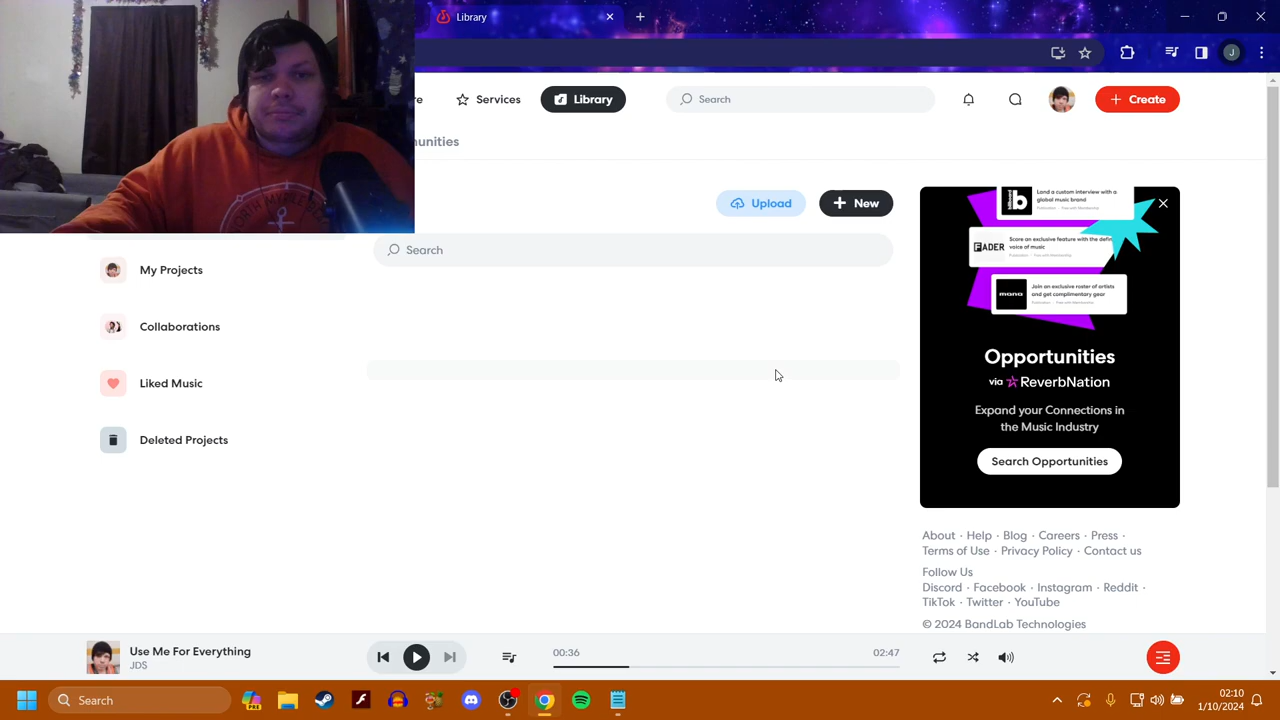 Library
J
re
Services
Library
Search
Create
unities
Upload
New
Search
My Projects
Collaborations
Liked Music
Deleted Projects
Land a custom interview with a
global music brand
FADER
Score an exclusive feature with the defin
voice of music
Join an exclusive roster of artists
and get complimentary gear
Opportunities
via ReverbNation
Expand your Connections in
the Music Industry
Search Opportunities
About · Help · Blog · Careers · Press ·
Terms of Use · Privacy Policy · Contact us
Follow Us
Discord · Facebook · Instagram · Reddit ·
TikTok · Twitter · YouTube
© 2024 BandLab Technologies
Use Me For Everything
JDS
00:36
02:47
Search
02:10
1/10/2024